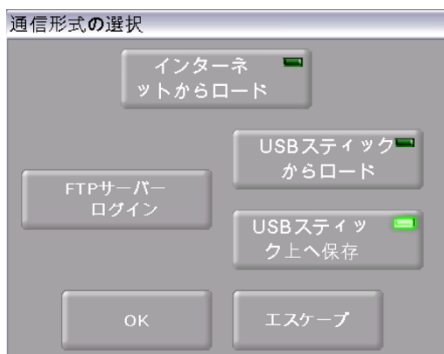 通信形式の選択
インターネ
ットからロード
USBスティック
からロード
FTPサーバー
ログイン
USBスティッ
ク上へ保存
OK
エスケープ